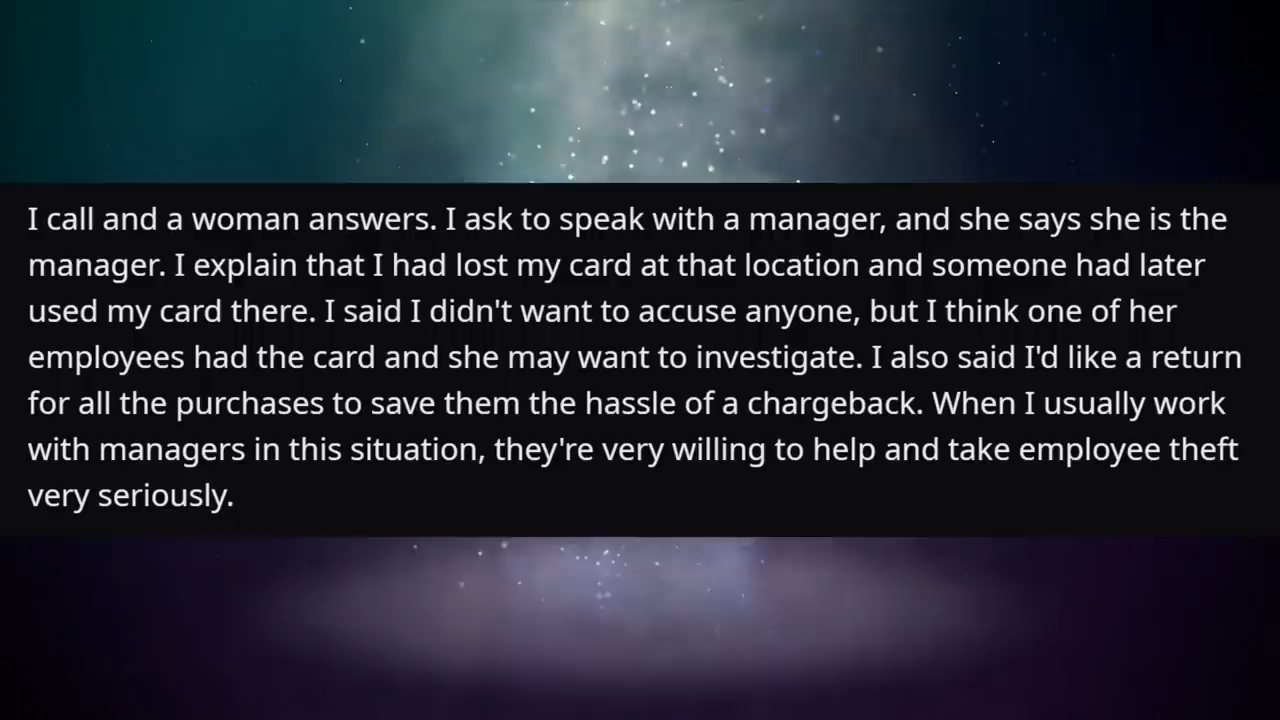 I call and a woman answers. I ask to speak with a manager, and she says she is the
manager. I explain that I had lost my card at that location and someone had later
used my card there. I said I didn't want to accuse anyone, but I think one of her
employees had the card and she may want to investigate. I also said I'd like a return
for all the purchases to save them the hassle of a chargeback. When I usually work
with managers in this situation, they're very willing to help and take employee theft
very seriously.